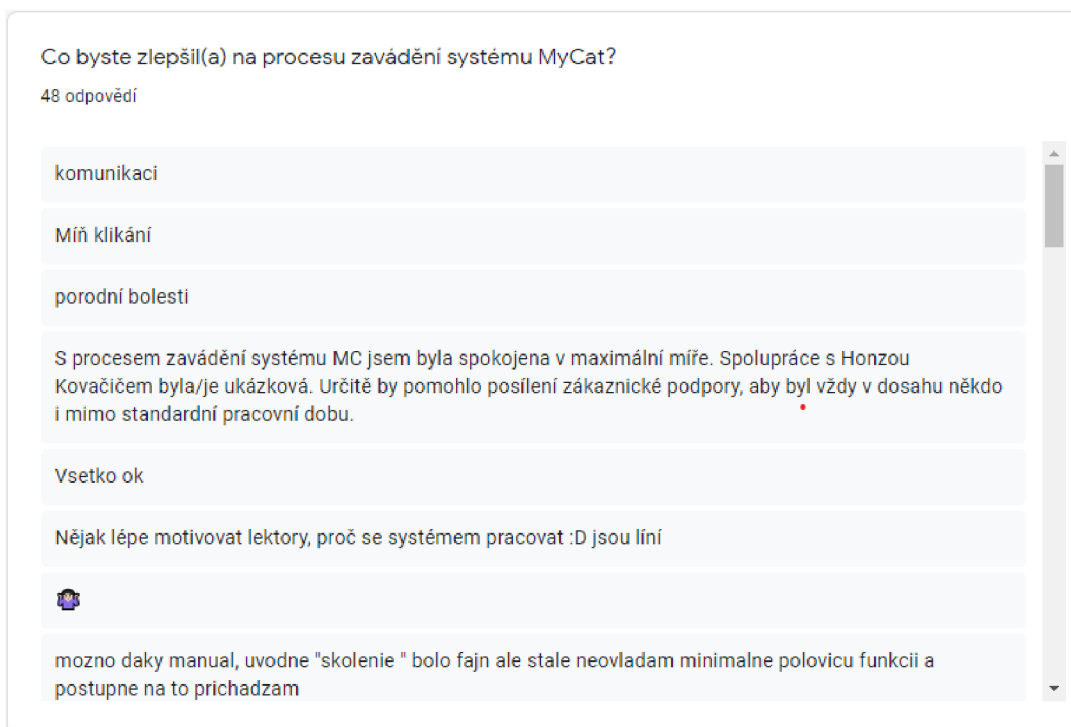 Co byste zlepšil(a) na procesu zavádění systému MyCat?
48 odpovědí
komunikaci
Míň klikání
porodní bolesti
S procesem zavádění systému MC jsem byla spokojena v maximální míře. Spolupráce s Honzou
Kovačičem byla/je ukázková. Určitě by pomohlo posílení zákaznické podpory, aby byl vždy v dosahu někdo
i mimo standardní pracovní dobu.
Vsetko ok
Nějak lépe motivovat lektory, proč se systémem pracovat :D jsou líní
🤷🏻‍♀️
mozno daky manual, uvodne "skolenie " bolo fajn ale stale neovladam minimalne polovicu funkcii a
postupne na to prichadzam